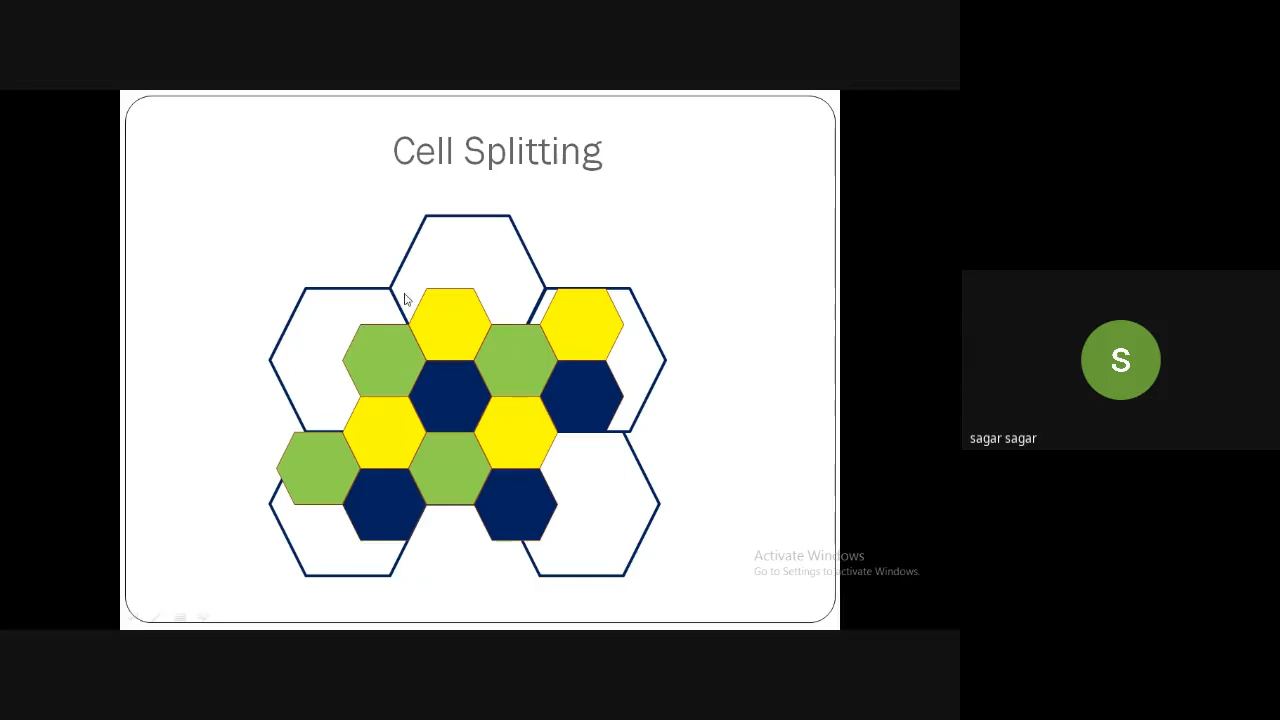 Cell Splitting
S
sagar sagar
Activate Windows
Go to Settings to activate Windows.